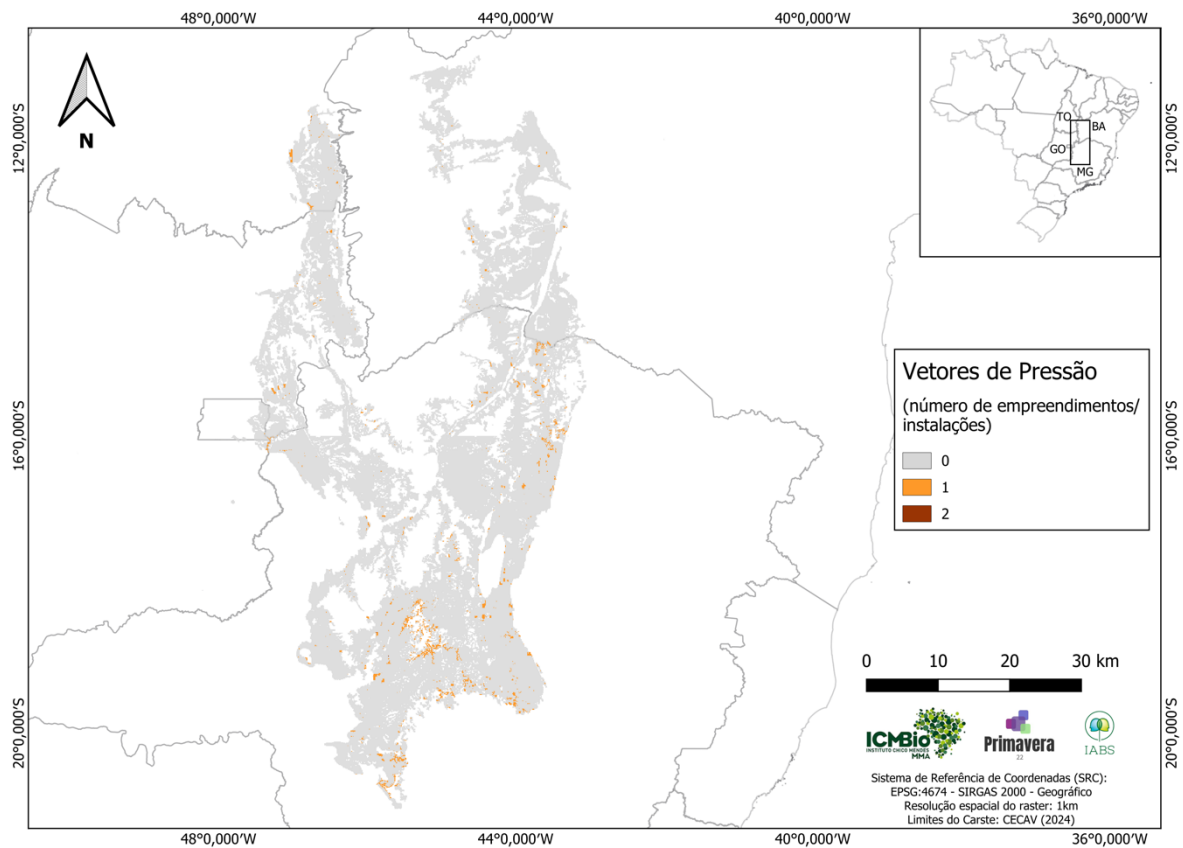 48°0,000′W 44°0,000′W 40°0,000′W 36°0,000′W
12°0,000′S
16°0,000′S
20°0,000′S
N
TO
BA
GO
MG
12°0,000′S
16°0,000′S
20°0,000′S
Vetores de Pressão
(número de empreendimentos/
instalações)
0
1
2
0 10 20 30 km
ICMBio
INSTITUTO CHICO MENDES
MMA
Primavera
22
IABS
Sistema de Referência de Coordenadas (SRC):
EPSG:4674 - SIRGAS 2000 - Geográfico
Resolução espacial do raster: 1km
Limites do Carste: CECAV (2024)
48°0,000′W 44°0,000′W 40°0,000′W 36°0,000′W